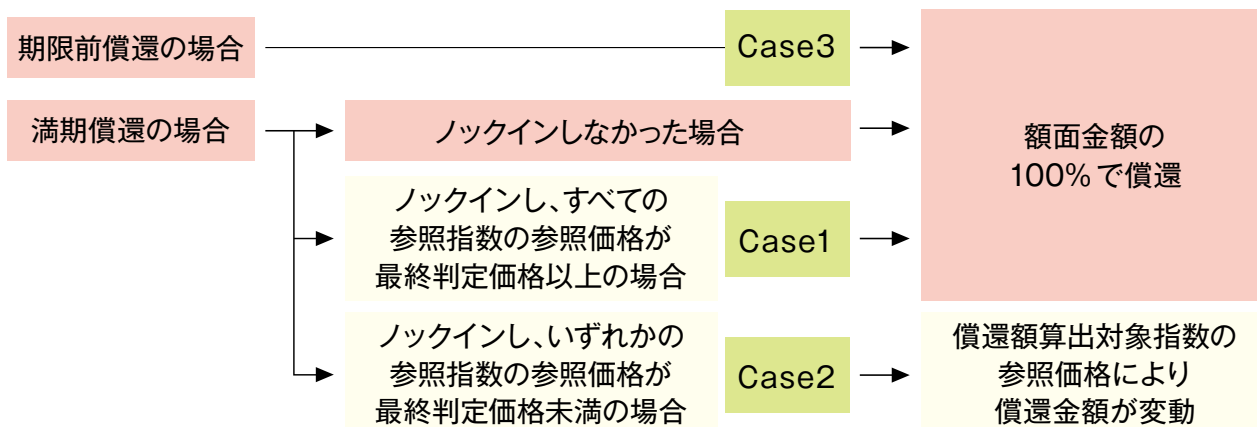 期限前償還の場合
Case3
満期償還の場合
ノックインしなかった場合
額面金額の
100%で償還
ノックインし、すべての
参照指数の参照価格が
最終判定価格以上の場合
Case1
ノックインし、いずれかの
参照指数の参照価格が
最終判定価格未満の場合
Case2
償還額算出対象指数の
参照価格により
償還金額が変動